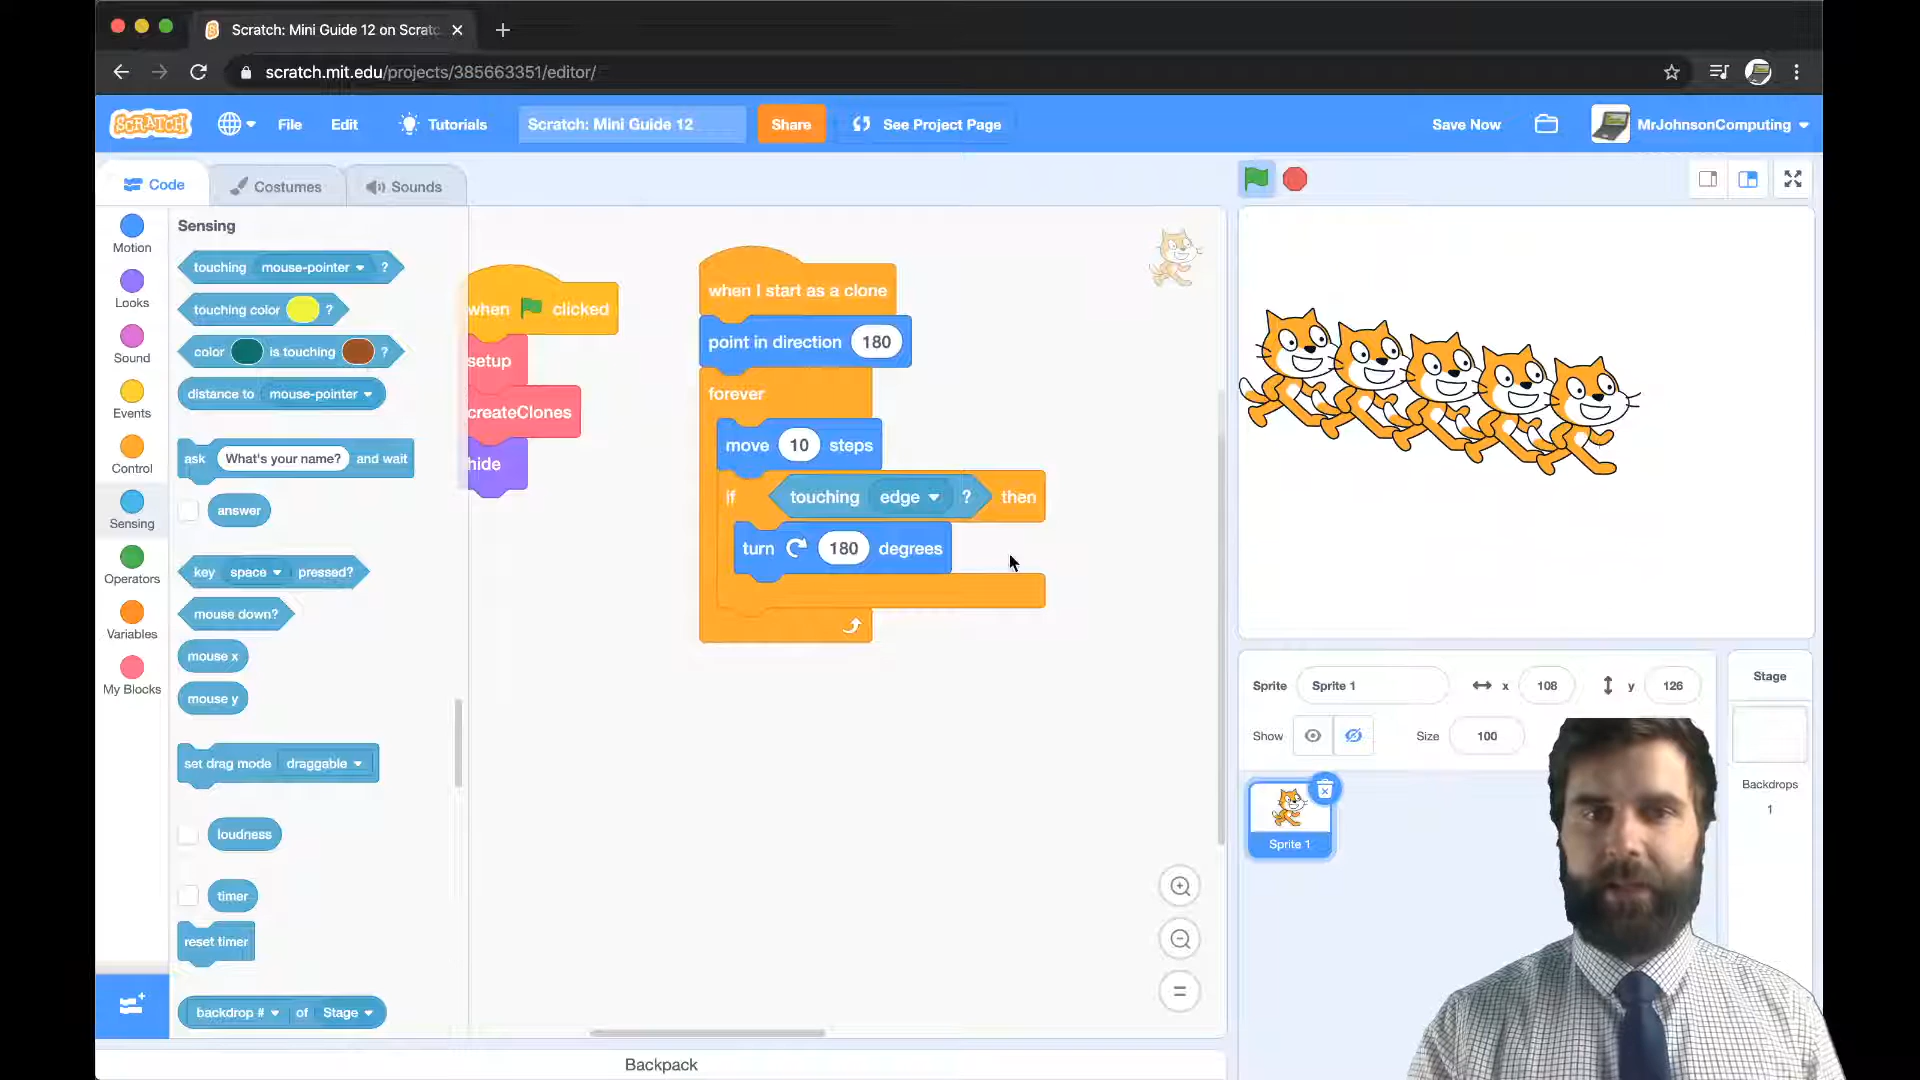 Scratch: Mini Guide 12 on Scratc
scratch.mit.edu/projects/385663351/editor/
SCRATCH
File
Edit
Tutorials
Scratch: Mini Guide 12
Share
See Project Page
Save Now
MrJohnsonComputing
Code
Costumes
Sounds
Motion
Looks
Sound
Events
Control
Sensing
Operators
Variables
My Blocks
Sensing
touching mouse-pointer ?
touching color ?
color is touching ?
distance to mouse-pointer
ask What's your name? and wait
answer
key space pressed?
mouse down?
mouse x
mouse y
set drag mode draggable
loudness
timer
reset timer
backdrop # of Stage
when clicked
setup
createClones
hide
when I start as a clone
point in direction 180
forever
move 10 steps
if touching edge ? then
turn 180 degrees
Backpack
Sprite Sprite 1 x 108 y 126
Show Size 100
Sprite 1
Stage
Backdrops
1